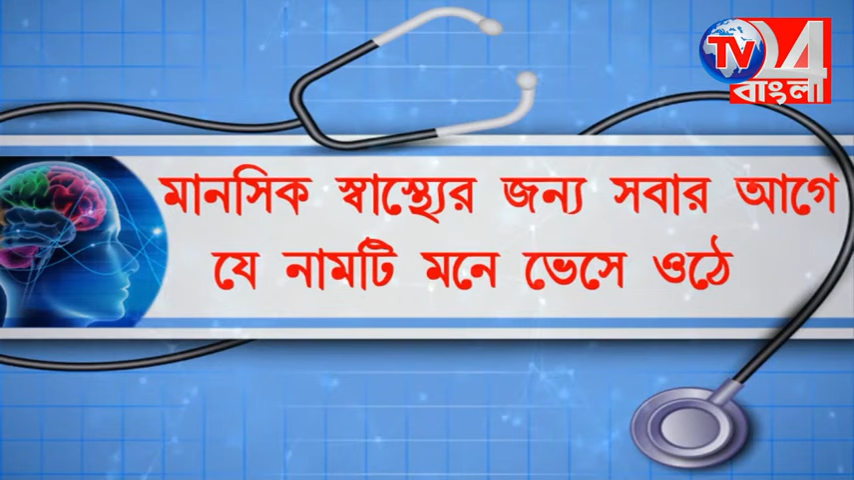 TV 24
বাংলা
মানসিক স্বাস্থ্যের জন্য সবার আগে
যে নামটি মনে ভেসে ওঠে